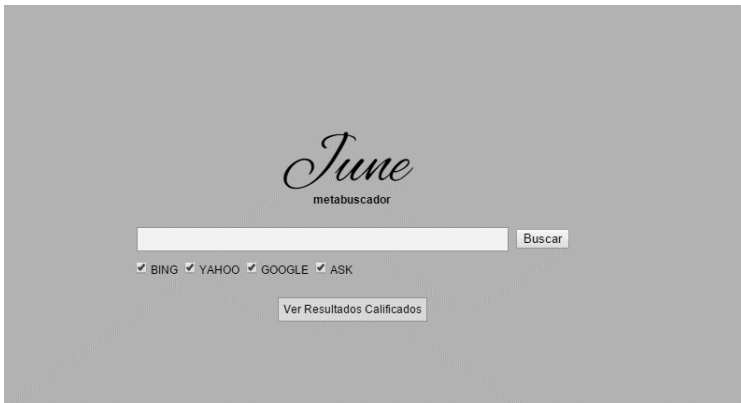 June
metabuscador
Buscar
BING YAHOO GOOGLE ASK
Ver Resultados Calificados